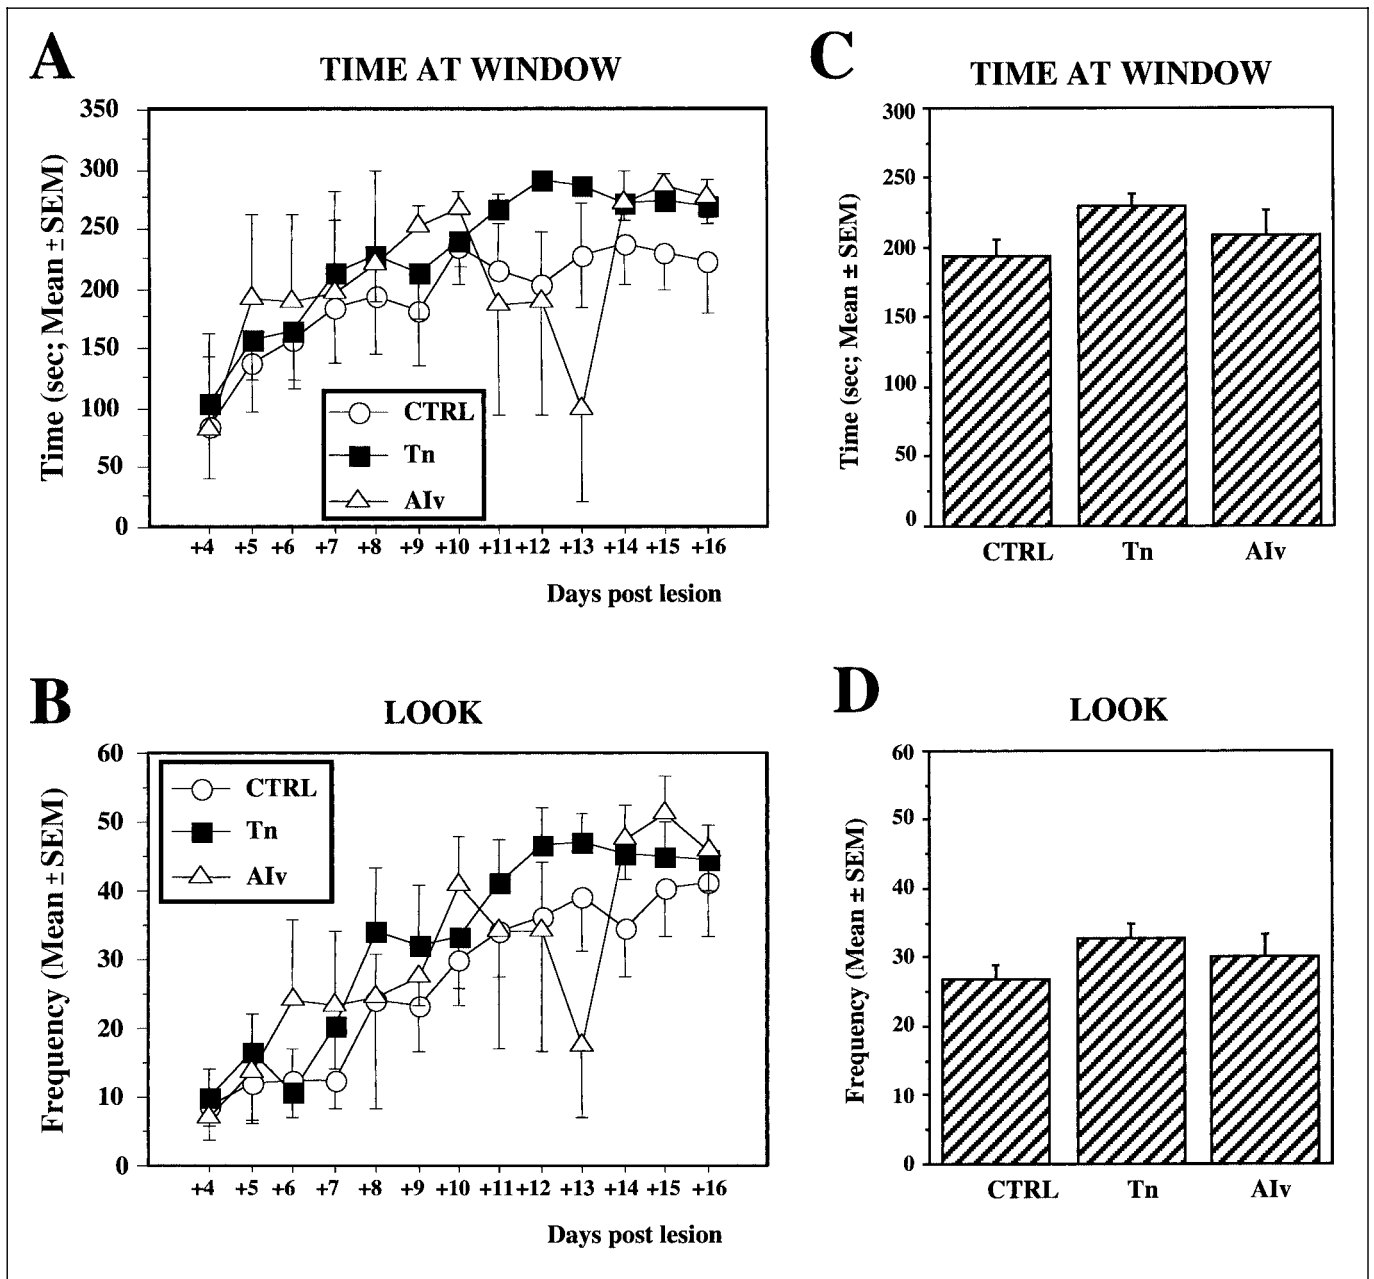 A
TIME AT WINDOW
Time (sec; Mean ± SEM)
350
300
250
200
150
100
50
0
CTRL
Tn
AIv
+4 +5 +6 +7 +8 +9 +10 +11 +12 +13 +14 +15 +16
Days post lesion
C
TIME AT WINDOW
Time (sec; Mean ± SEM)
300
250
200
150
100
50
0
CTRL Tn AIv
B
LOOK
Frequency (Mean ± SEM)
60
50
40
30
20
10
0
CTRL
Tn
AIv
+4 +5 +6 +7 +8 +9 +10 +11 +12 +13 +14 +15 +16
Days post lesion
D
LOOK
Frequency (Mean ± SEM)
60
50
40
30
20
10
0
CTRL Tn AIv